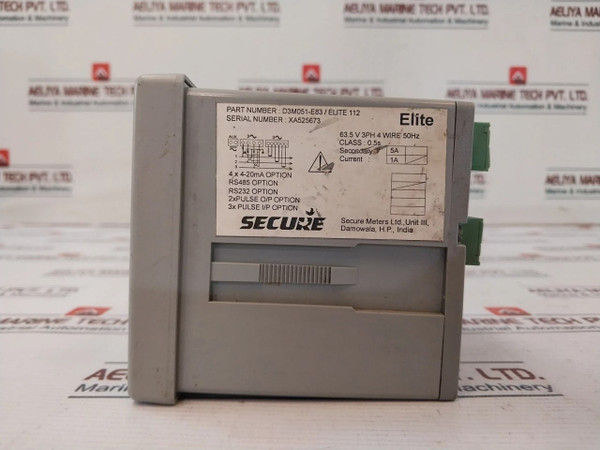 AELIYA MARINE TECH PVT. LTD.
Industrial Automation & Machinery
PART NUMBER : D3M051-E83 / ELITE 112
SERIAL NUMBER : XA525673
Elite
63.5 V 3PH 4 WIRE 50Hz
CLASS : 0.5s
Secondary 5A
Current : 1A
4 x 4-20mA OPTION
RS485 OPTION
RS232 OPTION
2xPULSE O/P OPTION
3x PULSE I/P OPTION
SECURE
Secure Meters Ltd.,Unit III,
Damowala, H.P., India